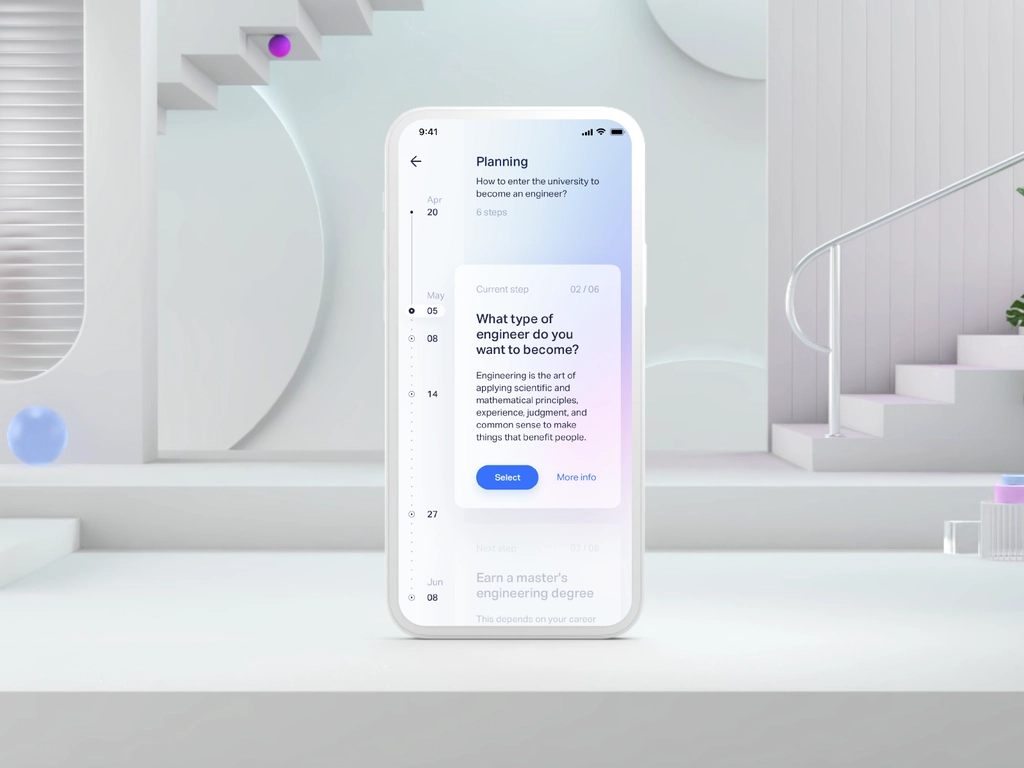 9:41
Planning
How to enter the university to
become an engineer?
6 steps
Apr
20
May
05
08
14
27
Jun
08
Current step 02 / 06
What type of
engineer do you
want to become?
Engineering is the art of
applying scientific and
mathematical principles,
experience, judgment, and
common sense to make
things that benefit people.
Select More info
Next step 03 / 06
Earn a master's
engineering degree
This depends on your career